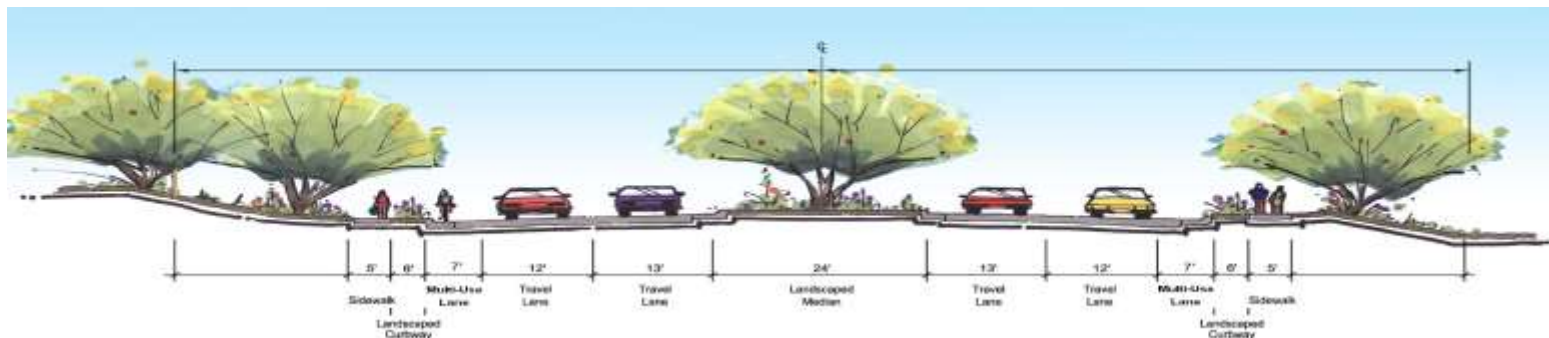 ℄
5' 6' 7' 12' 13' 24' 13' 12' 7' 6' 5'
Sidewalk
Landscaped
Curbway
Multi-Use
Lane
Travel
Lane
Travel
Lane
Landscaped
Median
Travel
Lane
Travel
Lane
Multi-Use
Lane
Landscaped
Curbway
Sidewalk